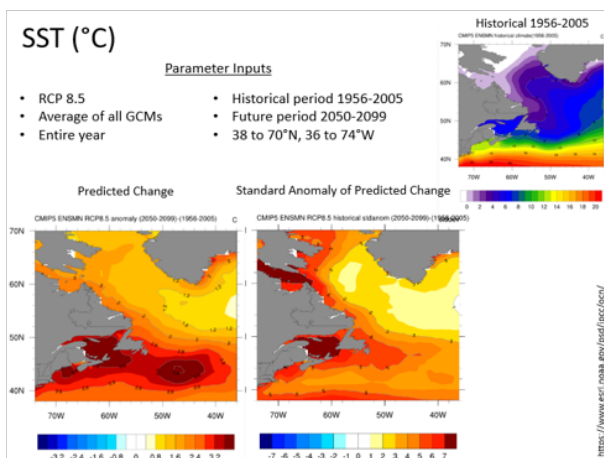 SST (°C)
Parameter Inputs
• RCP 8.5
• Average of all GCMs
• Entire year
• Historical period 1956-2005
• Future period 2050-2099
• 38 to 70°N, 36 to 74°W
Historical 1956-2005
CMIP5 ENSMN historical climate(1956-2005) C
70N
60N
50N
40N
70W 60W 50W 40W
0 2 4 6 8 10 12 14 16 18 20
Predicted Change
CMIP5 ENSMN RCP8.5 anomaly (2050-2099)-(1956-2005) C
70N
60N
50N
40N
70W 60W 50W 40W
-3.2 -2.4 -1.6 -0.8 0 0.8 1.6 2.4 3.2
Standard Anomaly of Predicted Change
CMIP5 ENSMN RCP8.5 historical stdanom (2050-2099)-(1956-2005)
70W 60W 50W 40W
-7 -6 -5 -4 -3 -2 -1 0 1 2 3 4 5 6 7
https://www.esrl.noaa.gov/psd/ipcc/ocn/